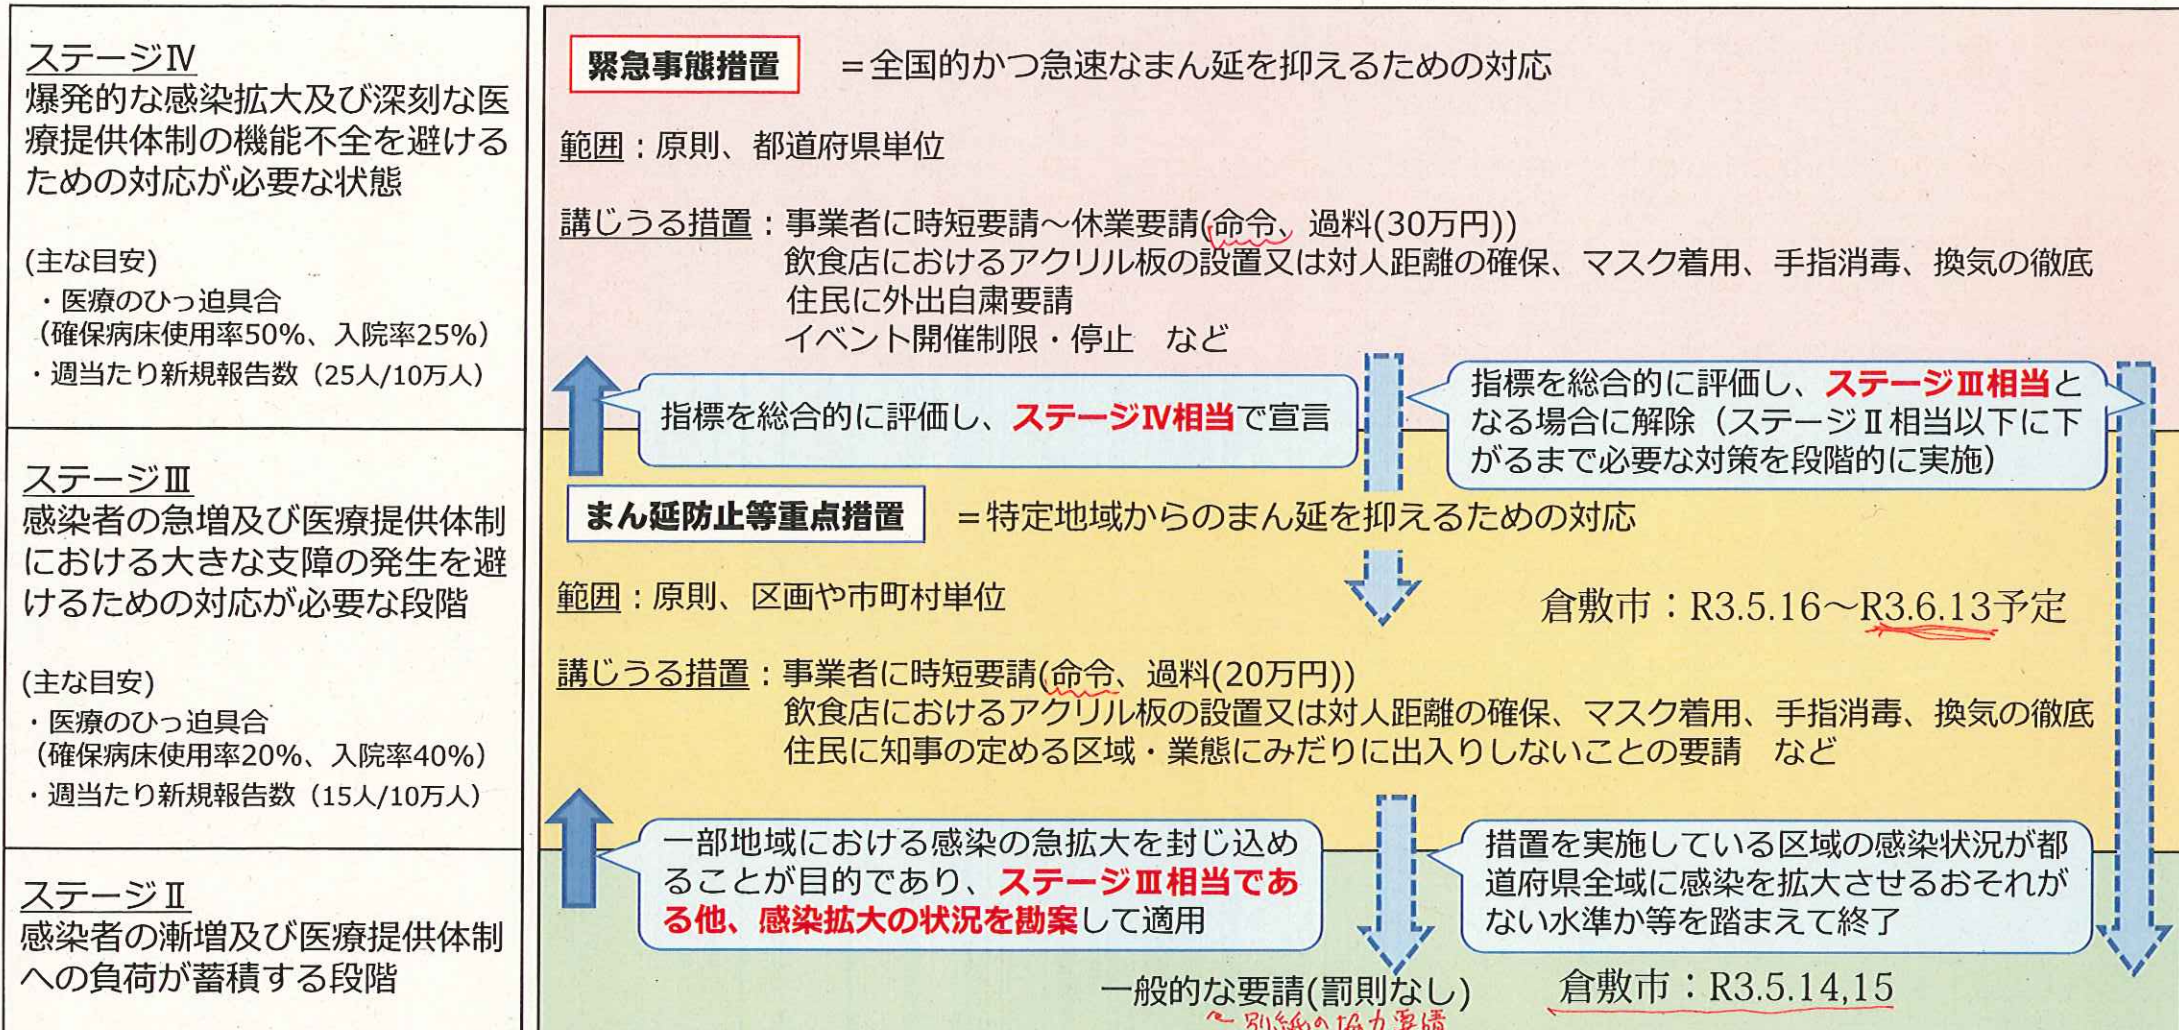 ステージⅣ
爆発的な感染拡大及び深刻な医
療提供体制の機能不全を避ける
ための対応が必要な状態
(主な目安)
・医療のひっ迫具合
（確保病床使用率50%、入院率25%）
・週当たり新規報告数（25人/10万人）
ステージⅢ
感染者の急増及び医療提供体制
における大きな支障の発生を避
けるための対応が必要な段階
(主な目安)
・医療のひっ迫具合
（確保病床使用率20%、入院率40%）
・週当たり新規報告数（15人/10万人）
ステージⅡ
感染者の漸増及び医療提供体制
への負荷が蓄積する段階
緊急事態措置 ＝全国的かつ急速なまん延を抑えるための対応
範囲：原則、都道府県単位
講じうる措置：事業者に時短要請～休業要請(命令、過料(30万円))
飲食店におけるアクリル板の設置又は対人距離の確保、マスク着用、手指消毒、換気の徹底
住民に外出自粛要請
イベント開催制限・停止　など
指標を総合的に評価し、ステージⅣ相当で宣言
指標を総合的に評価し、ステージⅢ相当と
なる場合に解除（ステージⅡ相当以下に下
がるまで必要な対策を段階的に実施）
まん延防止等重点措置 ＝特定地域からのまん延を抑えるための対応
範囲：原則、区画や市町村単位
倉敷市：R3.5.16～R3.6.13予定
講じうる措置：事業者に時短要請(命令、過料(20万円))
飲食店におけるアクリル板の設置又は対人距離の確保、マスク着用、手指消毒、換気の徹底
住民に知事の定める区域・業態にみだりに出入りしないことの要請　など
一部地域における感染の急拡大を封じ込め
ることが目的であり、ステージⅢ相当であ
る他、感染拡大の状況を勘案して適用
措置を実施している区域の感染状況が都
道府県全域に感染を拡大させるおそれが
ない水準か等を踏まえて終了
一般的な要請(罰則なし)
倉敷市：R3.5.14,15
別紙の協力要請